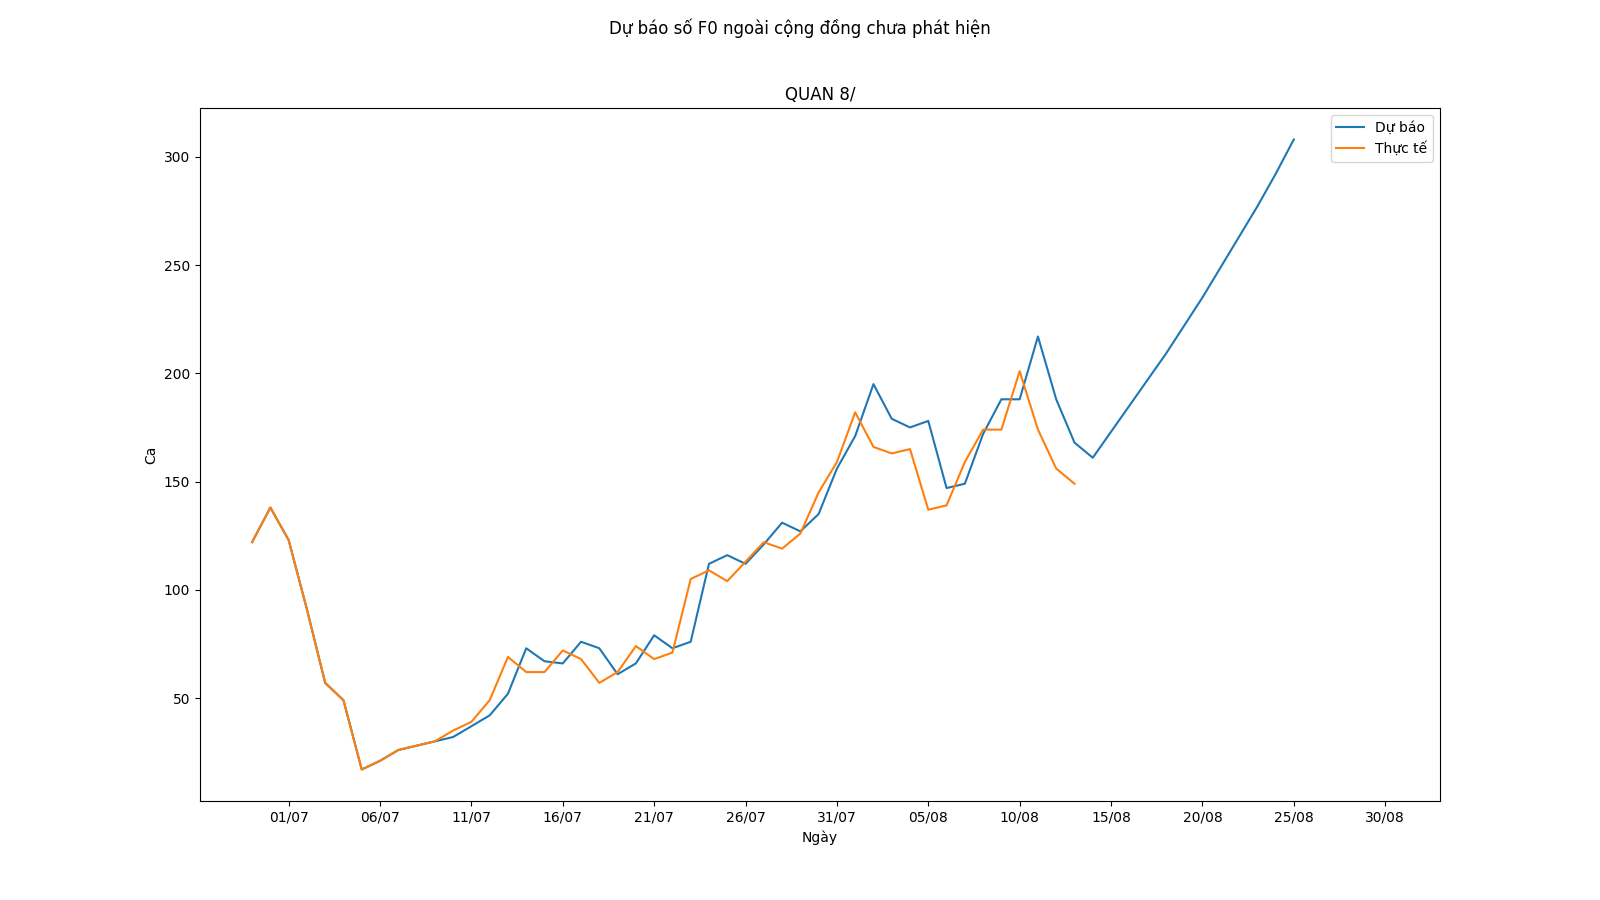 Dự báo số F0 ngoài cộng đồng chưa phát hiện
QUAN 8/
Dự báo
Thực tế
300
250
200
150
100
50
Ca
01/07 06/07 11/07 16/07 21/07 26/07 31/07 05/08 10/08 15/08 20/08 25/08 30/08
Ngày